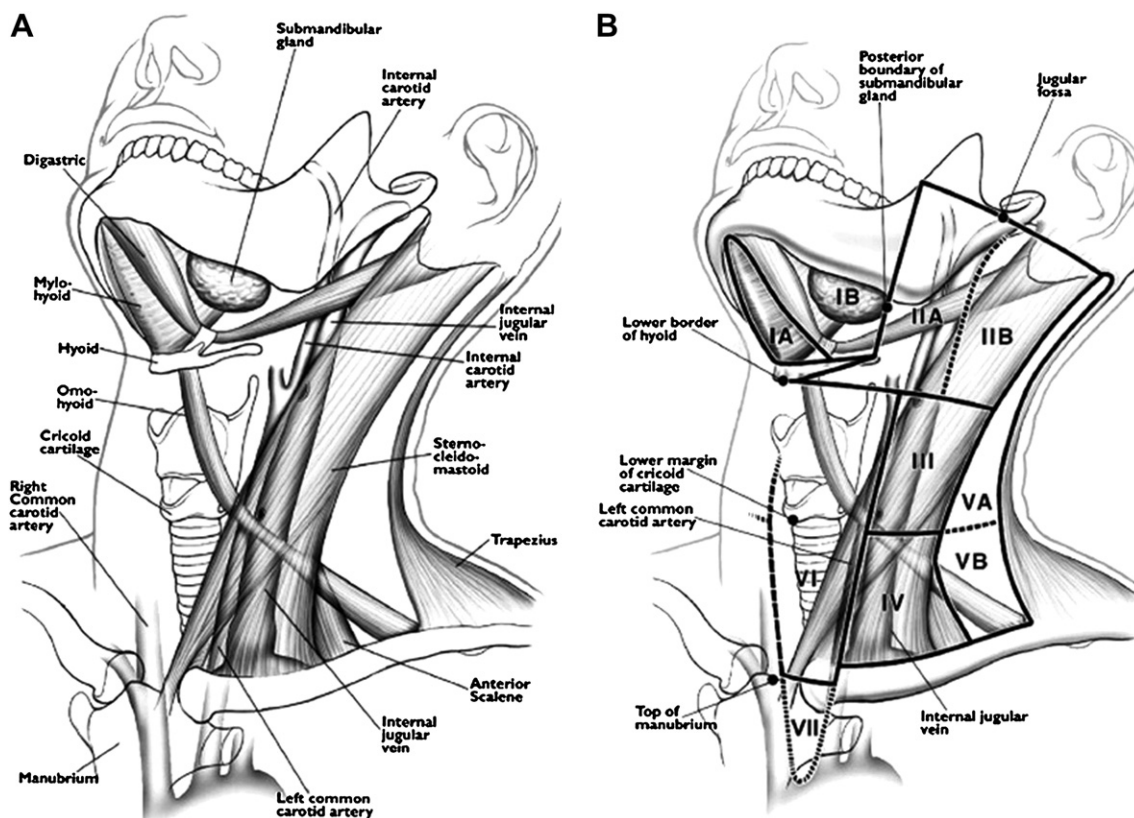 A
Submandibular
gland
Internal
carotid
artery
Digastric
Mylo-
hyoid
Hyoid
Omo-
hyoid
Cricoid
cartilage
Right
Common
carotid
artery
Manubrium
Internal
jugular
vein
Internal
carotid
artery
Sterno-
cleido-
mastoid
Trapezius
Anterior
Scalene
Internal
jugular
vein
Left common
carotid artery
B
Posterior
boundary of
submandibular
gland
Jugular
fossa
Lower border
of hyoid
Lower margin
of cricoid
cartilage
Left common
carotid artery
Top of
manubrium
Internal jugular
vein
IA
IB
IIA
IIB
III
VA
VB
VI
IV
VII